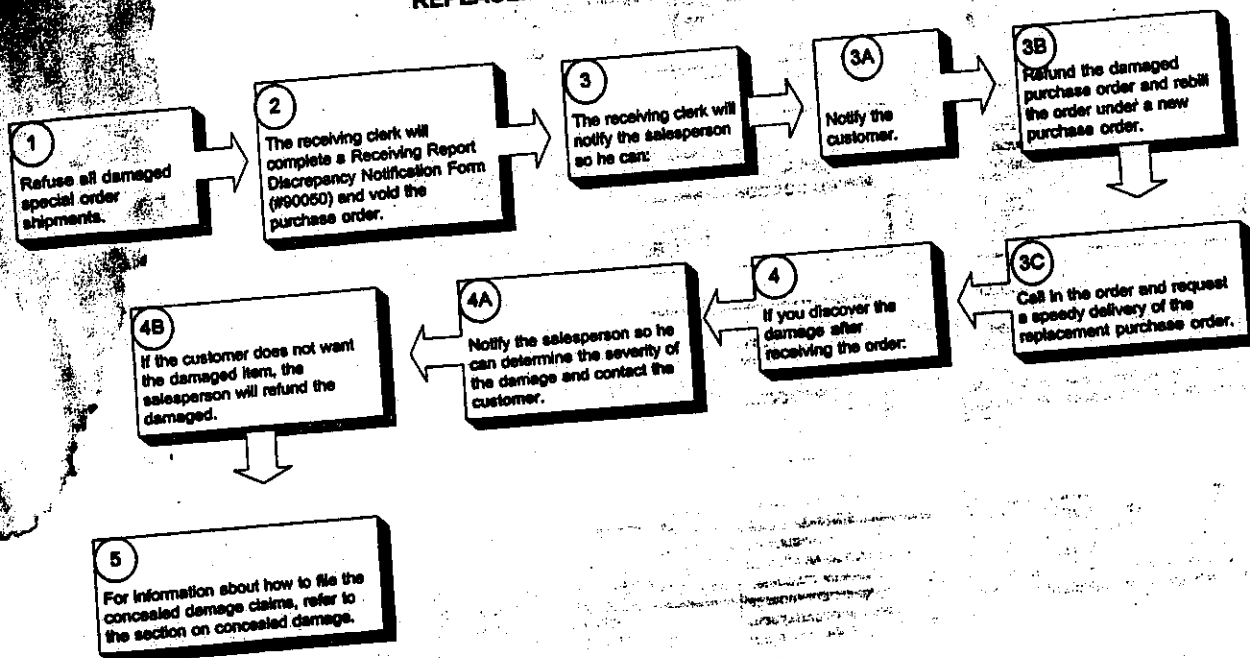 1
Refuse all damaged
special order
shipments.
2
The receiving clerk will
complete a Receiving Report
Discrepancy Notification Form
(#90050) and void the
purchase order.
3
The receiving clerk will
notify the salesperson
so he can:
3A
Notify the
customer.
3B
Refund the damaged
purchase order and rebill
the order under a new
purchase order.
3C
Call in the order and request
a speedy delivery of the
replacement purchase order.
4
If you discover the
damage after
receiving the order:
4A
Notify the salesperson so he
can determine the severity of
the damage and contact the
customer.
4B
If the customer does not want
the damaged item, the
salesperson will refund the
damaged.
5
For information about how to file the
concealed damage claims, refer to
the section on concealed damage.